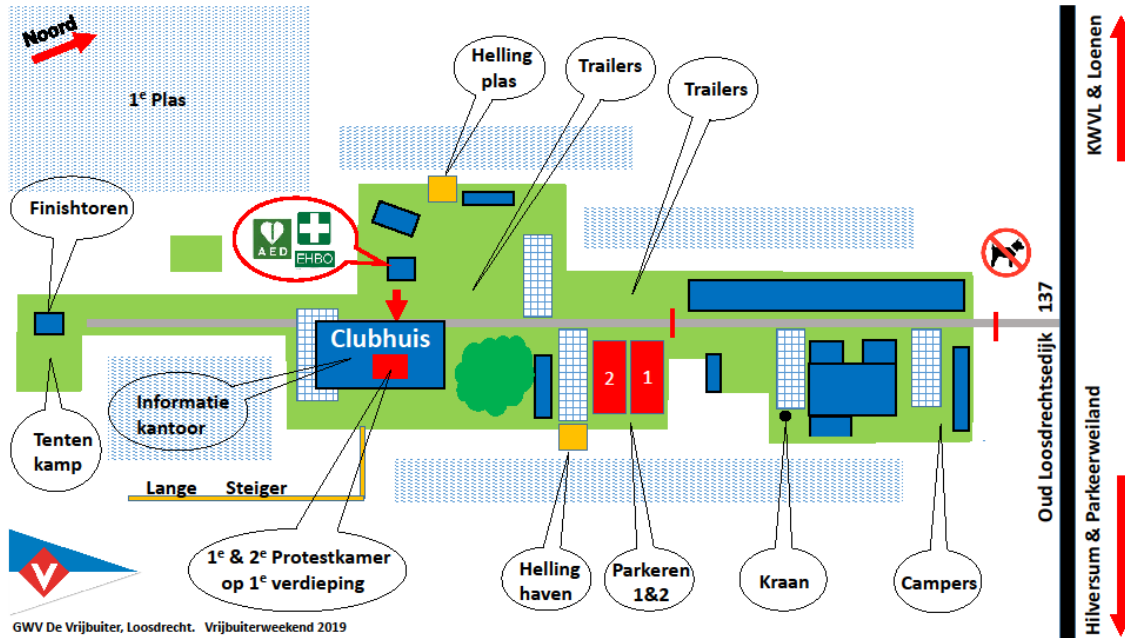 Noord
1e Plas
Helling
plas
Trailers
Trailers
KWVL & Loenen
Finishtoren
AED
EHBO
Clubhuis
Informatie
kantoor
2
1
Oud Loosdrechtsedijk 137
Tenten
kamp
Lange Steiger
1e & 2e Protestkamer
op 1e verdieping
Helling
haven
Parkeren
1&2
Kraan
Campers
Hilversum & Parkeerweiland
V
GWV De Vrijbuiter, Loosdrecht. Vrijbuiterweekend 2019